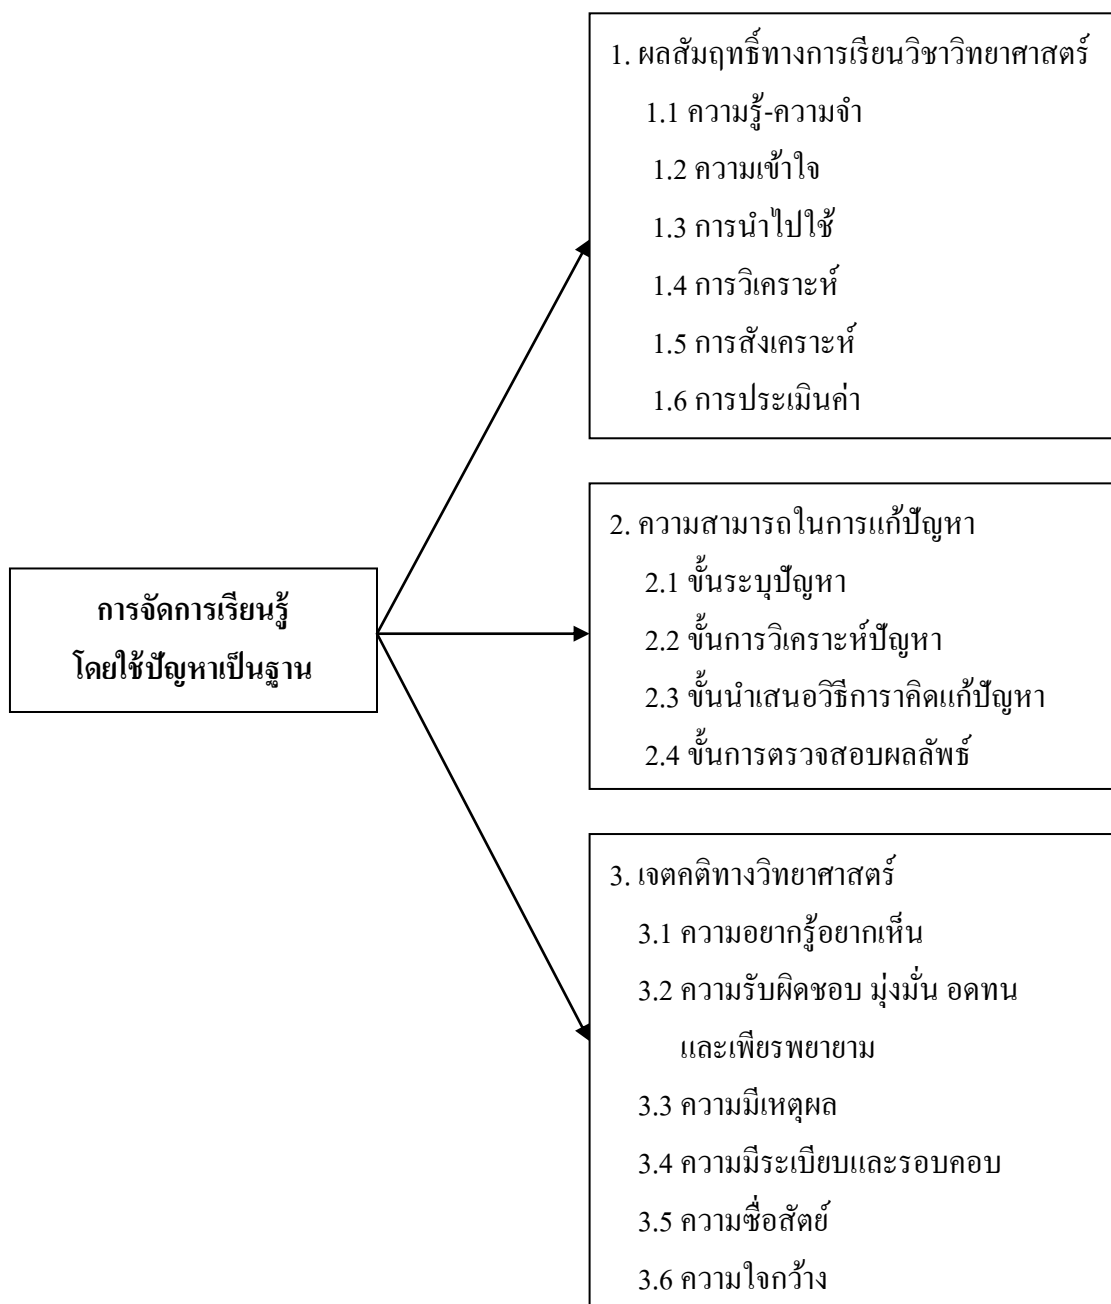 1. ผลสัมฤทธิ์ทางการเรียนวิชาวิทยาศาสตร์
1.1 ความรู้-ความจำ
1.2 ความเข้าใจ
1.3 การนำไปใช้
1.4 การวิเคราะห์
1.5 การสังเคราะห์
1.6 การประเมินค่า
การจัดการเรียนรู้
โดยใช้ปัญหาเป็นฐาน
2. ความสามารถในการแก้ปัญหา
2.1 ขั้นระบุปัญหา
2.2 ขั้นการวิเคราะห์ปัญหา
2.3 ขั้นนำเสนอวิธีการาคิดแก้ปัญหา
2.4 ขั้นการตรวจสอบผลลัพธ์
3. เจตคติทางวิทยาศาสตร์
3.1 ความอยากรู้อยากเห็น
3.2 ความรับผิดชอบ มุ่งมั่น อดทน
และเพียรพยายาม
3.3 ความมีเหตุผล
3.4 ความมีระเบียบและรอบคอบ
3.5 ความซื่อสัตย์
3.6 ความใจกว้าง